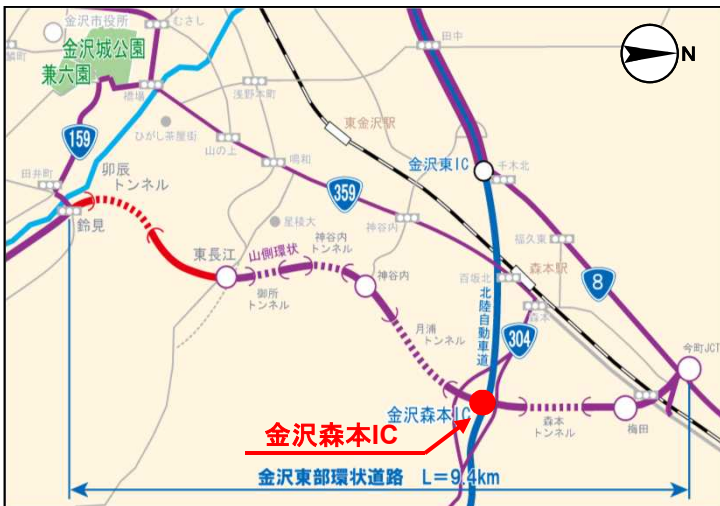 金沢市役所
むさし
田中
N
金沢城公園
兼六園
橋場
浅野本町
東金沢駅
159
ひがし茶屋街
山の上
鳴和
金沢東IC
千木北
田井町
卯辰
トンネル
359
鈴見
星稜大
神谷内
福久東
東長江
山側環状
神谷内
トンネル
百坂北
森本駅
8
御所
トンネル
神谷内
北陸自動車道
森本
月浦
トンネル
304
今町JCT
金沢森本IC
森本
トンネル
梅田
金沢森本IC
金沢東部環状道路 L=9.4km